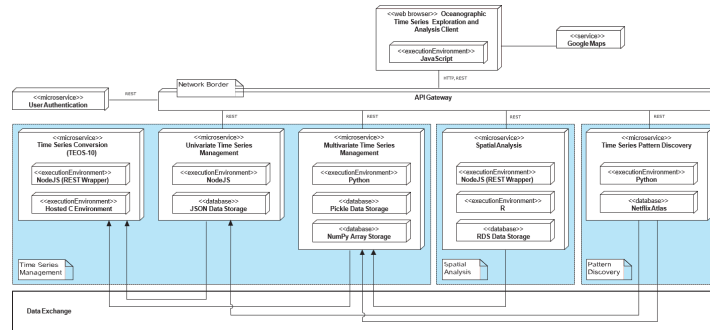 <<web browser>> Oceanographic
Time Series Exploration and
Analysis Client
<<executionEnvironment>>
JavaScript
<<service>>
Google Maps
HTTP, REST
Network Border
<<microservice>>
User Authentication
REST
API Gateway
REST
REST
REST
REST
<<microservice>>
Time Series Conversion
(TEOS-10)
<<executionEnvironment>>
NodeJS (REST Wrapper)
<<executionEnvironment>>
Hosted C Environment
<<microservice>>
Univariate Time Series
Management
<<executionEnvironment>>
NodeJS
<<database>>
JSON Data Storage
<<microservice>>
Multivariate Time Series
Management
<<executionEnvironment>>
Python
<<database>>
Pickle Data Storage
<<database>>
NumPy Array Storage
<<microservice>>
Spatial Analysis
<<executionEnvironment>>
NodeJS (REST Wrapper)
<<executionEnvironment>>
R
<<database>>
RDS Data Storage
<<microservice>>
Time Series Pattern Discovery
<<executionEnvironment>>
Python
<<database>>
NetflixAtlas
Time Series
Management
Spatial
Analysis
Pattern
Discovery
Data Exchange